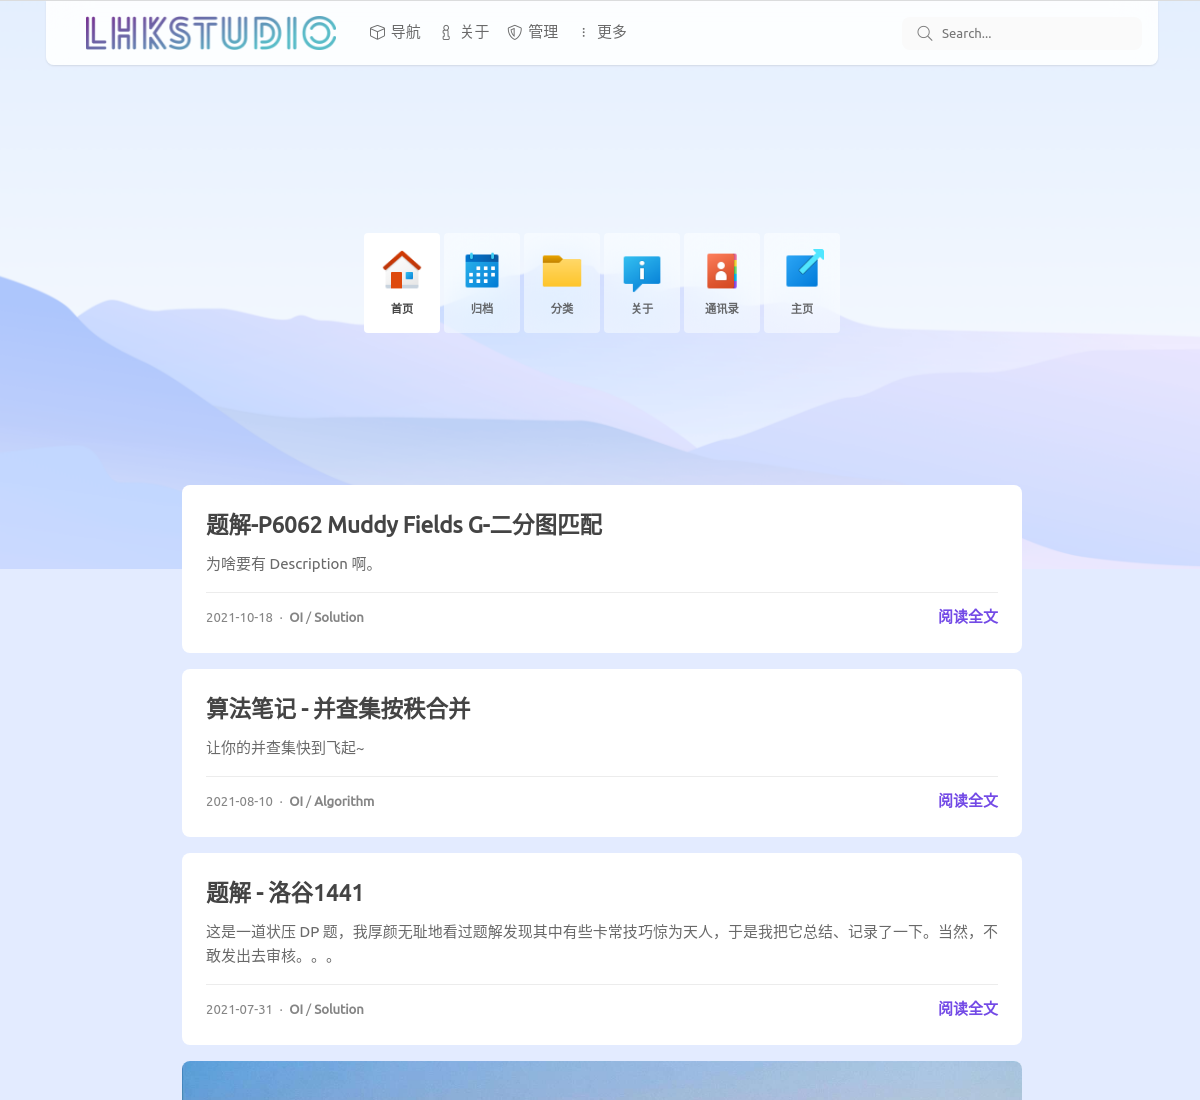 LHKSTUDIO
导航
关于
管理
更多
Search...
首页
归档
分类
关于
通讯录
主页
题解-P6062 Muddy Fields G-二分图匹配
为啥要有 Description 啊。
2021-10-18 · OI / Solution
阅读全文
算法笔记 - 并查集按秩合并
让你的并查集快到飞起~
2021-08-10 · OI / Algorithm
阅读全文
题解 - 洛谷1441
这是一道状压 DP 题，我厚颜无耻地看过题解发现其中有些卡常技巧惊为天人，于是我把它总结、记录了一下。当然，不
敢发出去审核。。。
2021-07-31 · OI / Solution
阅读全文